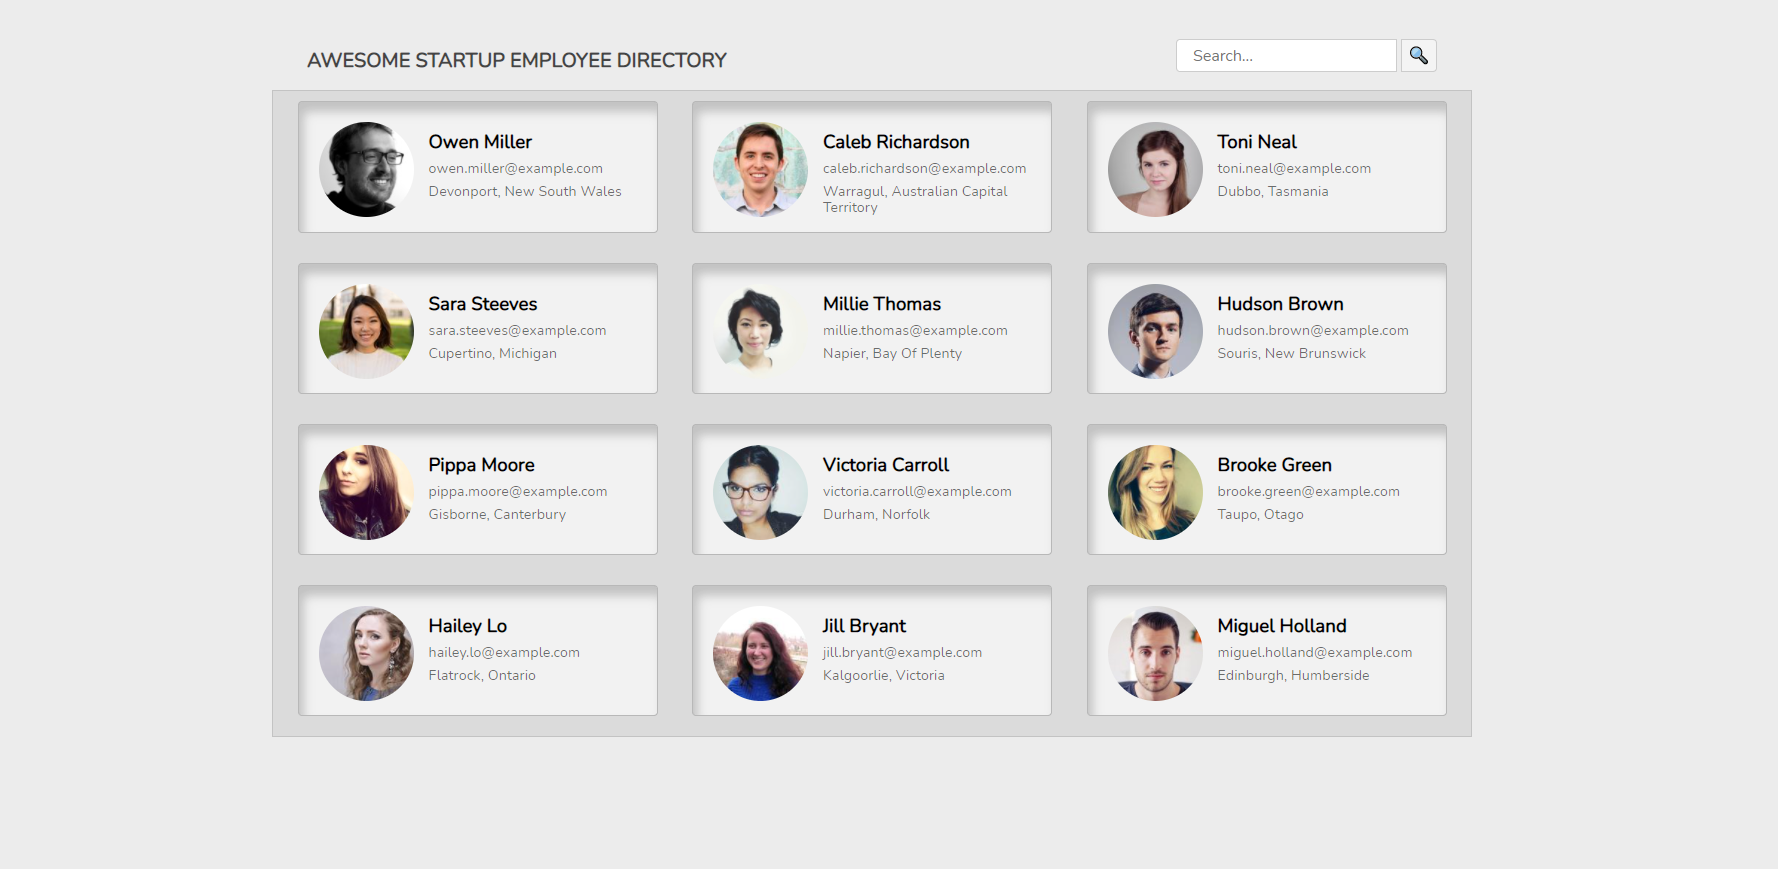 AWESOME STARTUP EMPLOYEE DIRECTORY
Search...
Owen Miller
owen.miller@example.com
Devonport, New South Wales
Caleb Richardson
caleb.richardson@example.com
Warragul, Australian Capital
Territory
Toni Neal
toni.neal@example.com
Dubbo, Tasmania
Sara Steeves
sara.steeves@example.com
Cupertino, Michigan
Millie Thomas
millie.thomas@example.com
Napier, Bay Of Plenty
Hudson Brown
hudson.brown@example.com
Souris, New Brunswick
Pippa Moore
pippa.moore@example.com
Gisborne, Canterbury
Victoria Carroll
victoria.carroll@example.com
Durham, Norfolk
Brooke Green
brooke.green@example.com
Taupo, Otago
Hailey Lo
hailey.lo@example.com
Flatrock, Ontario
Jill Bryant
jill.bryant@example.com
Kalgoorlie, Victoria
Miguel Holland
miguel.holland@example.com
Edinburgh, Humberside